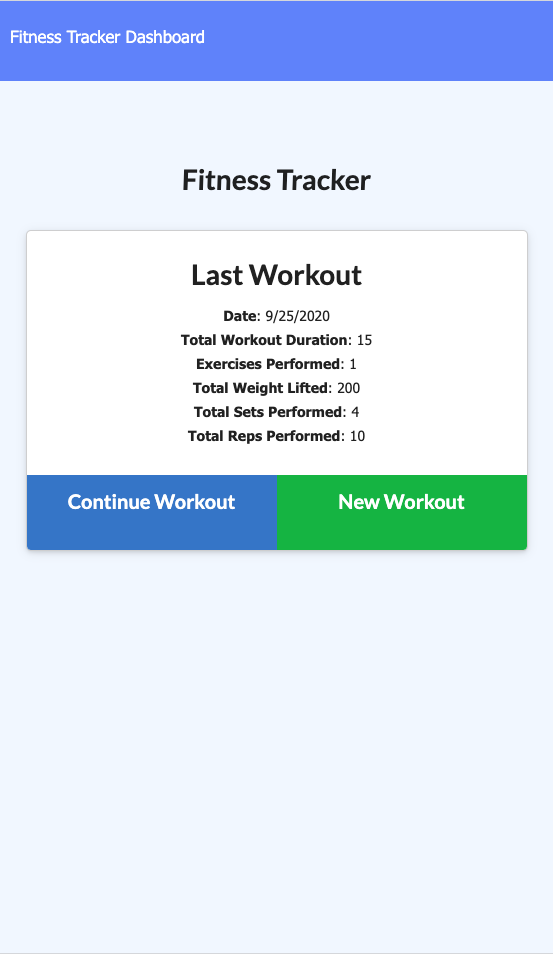 Fitness Tracker Dashboard
Fitness Tracker
Last Workout
Date: 9/25/2020
Total Workout Duration: 15
Exercises Performed: 1
Total Weight Lifted: 200
Total Sets Performed: 4
Total Reps Performed: 10
Continue Workout New Workout